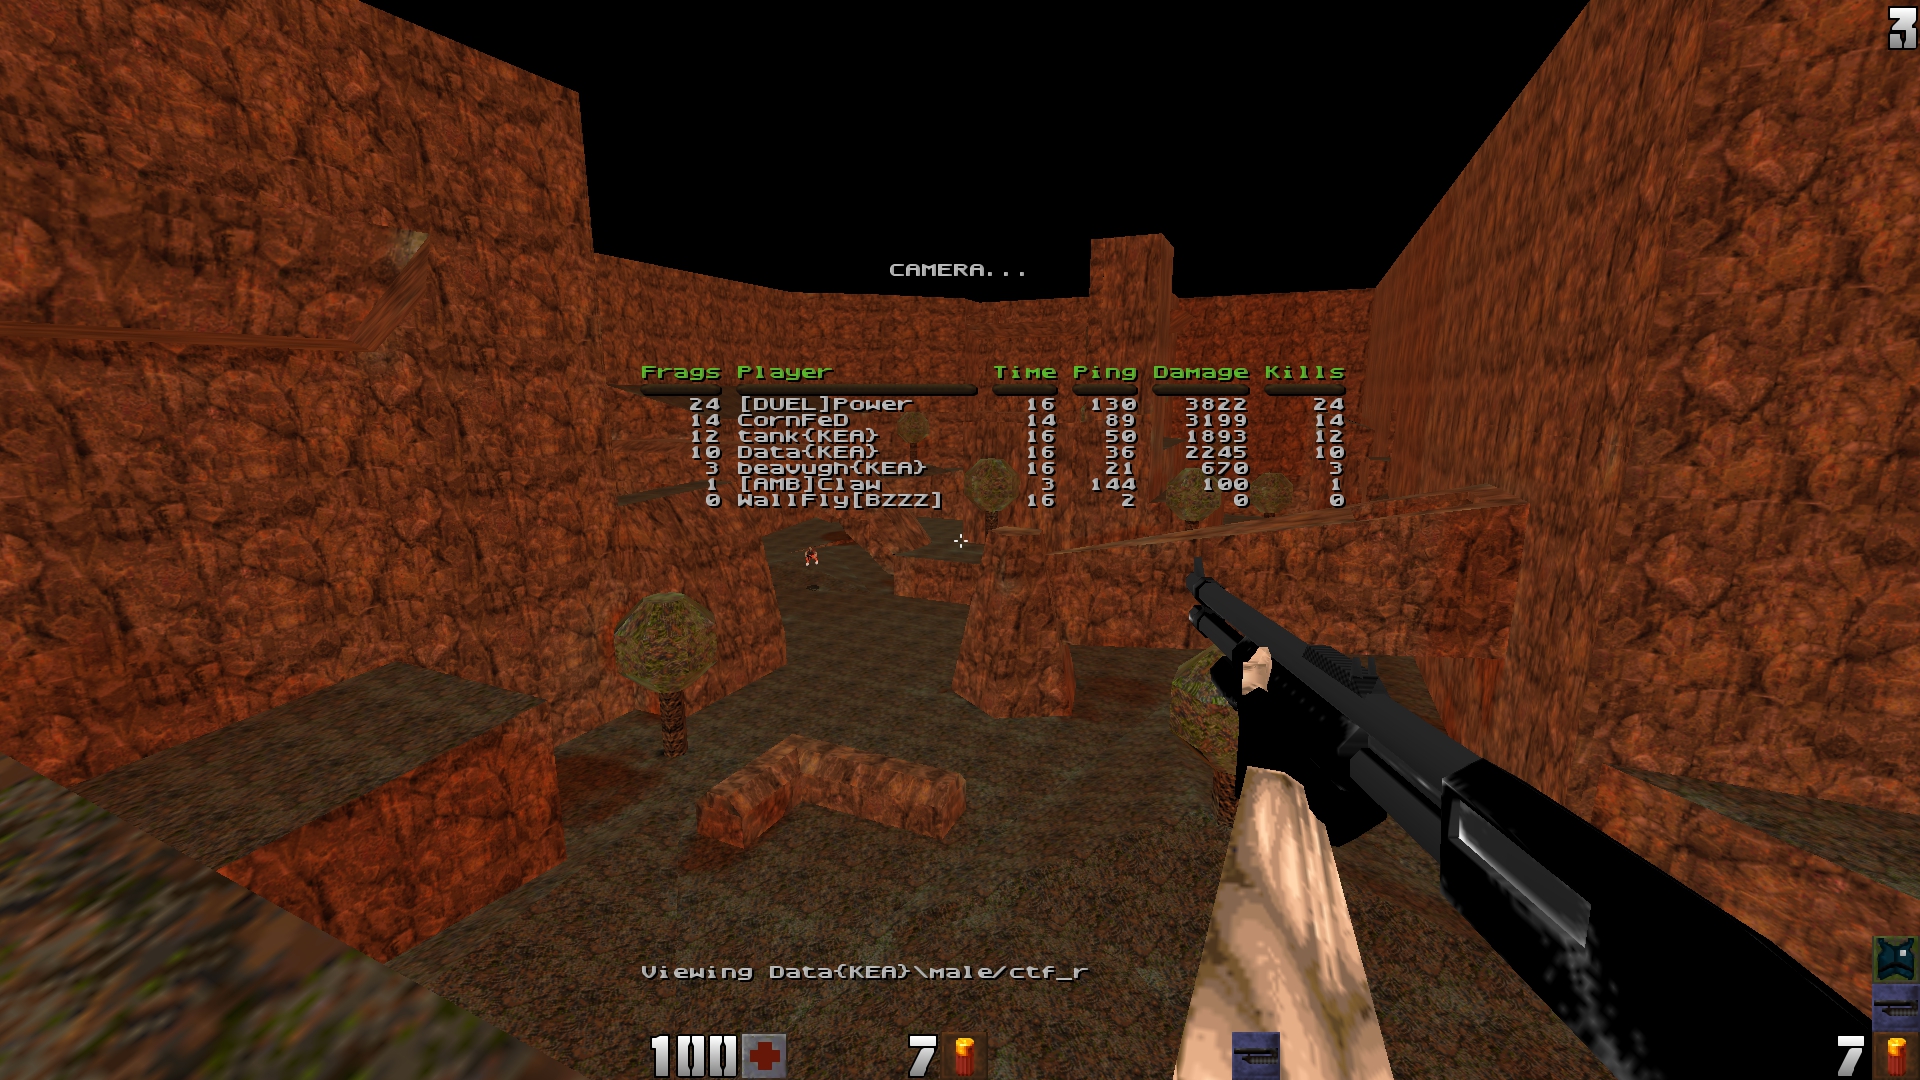 3
CAMERA...
Frags Player Time Ping Damage Kills
24 [DUEL]Power 16 130 3822 24
14 CornFeD 14 89 3199 14
12 tank{KEA} 16 50 1893 12
10 Data{KEA} 16 36 2245 10
3 beavugh{KEA} 16 21 670 3
1 [AMB]Claw 3 144 100 1
0 WallFly[BZZZ] 16 2 0 0
Viewing Data{KEA}\male/ctf_r
100 7 7